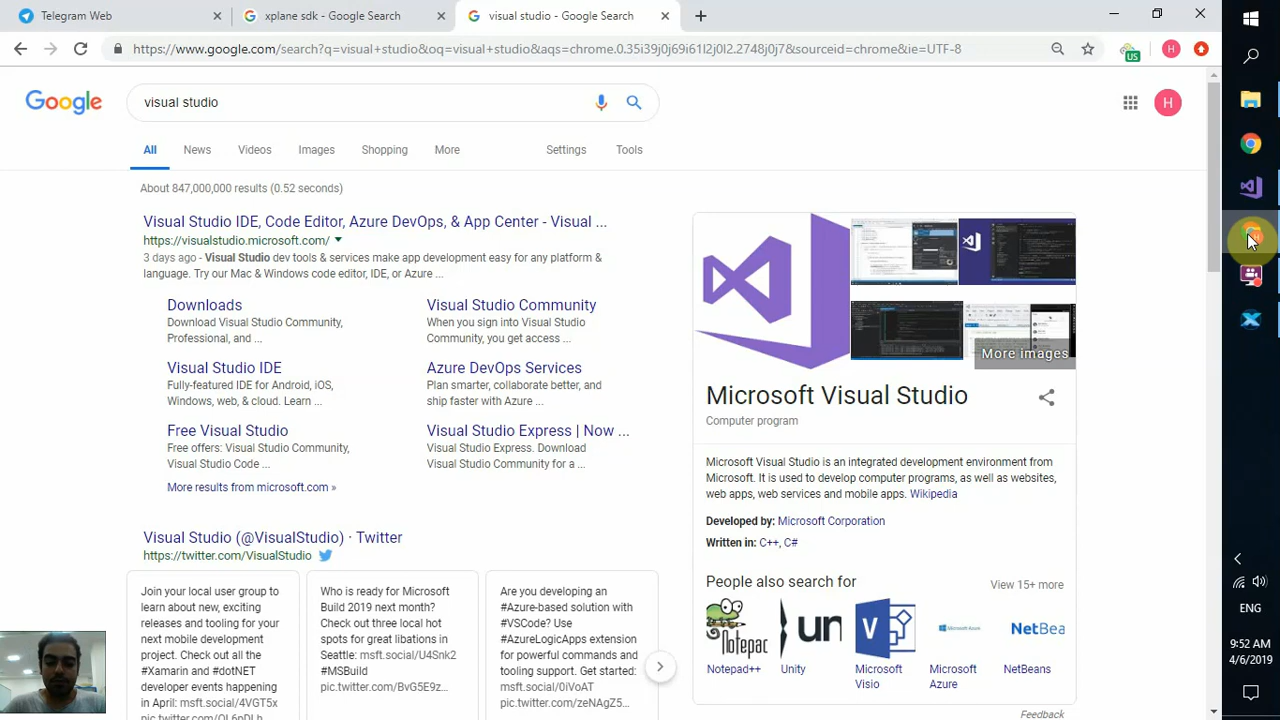 Telegram Web
xplane sdk - Google Search
visual studio - Google Search
https://www.google.com/search?q=visual+studio&oq=visual+studio&aqs=chrome.0.35i39j0j69i61l2j0l2.2748j0j7&sourceid=chrome&ie=UTF-8
US
H
Google
visual studio
H
All
News
Videos
Images
Shopping
More
Settings
Tools
About 847,000,000 results (0.52 seconds)
Visual Studio IDE, Code Editor, Azure DevOps, & App Center - Visual ...
https://visualstudio.microsoft.com/
3 days ago - Visual Studio dev tools & services make app development easy for any platform &
language. Try our Mac & Windows code editor, IDE, or Azure ...
Downloads
Download Visual Studio Community,
Professional, and ...
Visual Studio IDE
Fully-featured IDE for Android, iOS,
Windows, web, & cloud. Learn ...
Free Visual Studio
Free offers: Visual Studio Community,
Visual Studio Code ...
More results from microsoft.com »
Visual Studio Community
When you sign into Visual Studio
Community, you get access ...
Azure DevOps Services
Plan smarter, collaborate better, and
ship faster with Azure ...
Visual Studio Express | Now ...
Visual Studio Express. Download
Visual Studio Community for a ...
Visual Studio (@VisualStudio) · Twitter
https://twitter.com/VisualStudio
Join your local user group to
learn about new, exciting
releases and tooling for your
next mobile development
project. Check out all the
#Xamarin and #dotNET
developer events happening
in April: msft.social/4VGT5x
Who is ready for Microsoft
Build 2019 next month?
Check out three local hot
great libations in
Seattle: msft.social/U4Snk2
#MSBuild
pic.twitter.com/BvG5E9z...
Are you developing an
#Azure-based solution with
#VSCode? Use
#AzureLogicApps extension
for powerful comments and
tooling support. Get started:
msft.social/0iVoAT
pic.twitter.com/zeNAgZ5...
More images
Microsoft Visual Studio
Computer program
Microsoft Visual Studio is an integrated development environment from
Microsoft. It is used to develop computer programs, as well as websites,
web apps, web services and mobile apps. Wikipedia
Developed by: Microsoft Corporation
Written in: C++, C#
People also search for
View 15+ more
Notepad++
Unity
Microsoft
Visio
Microsoft
Azure
NetBeans
Feedback
ENG
9:52 AM
4/6/2019